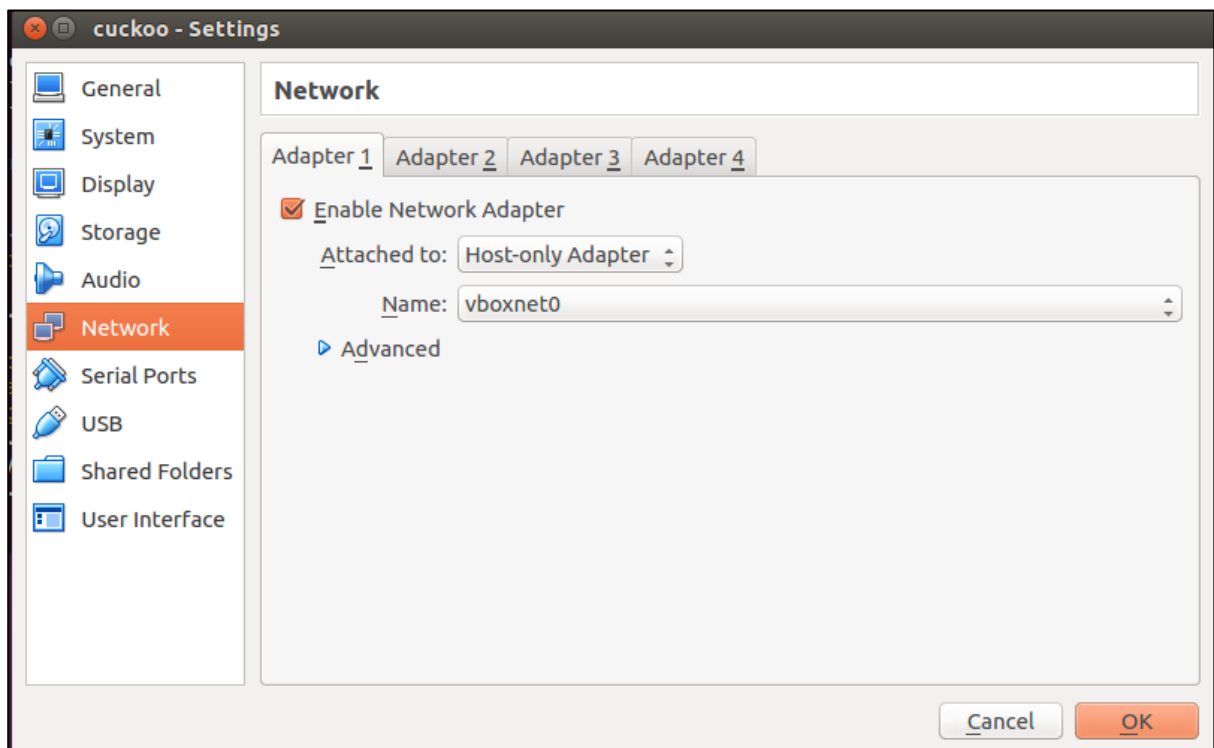 cuckoo - Settings
General
System
Display
Storage
Audio
Network
Serial Ports
USB
Shared Folders
User Interface
Network
Adapter 1 Adapter 2 Adapter 3 Adapter 4
Enable Network Adapter
Attached to: Host-only Adapter
Name: vboxnet0
Advanced
Cancel OK